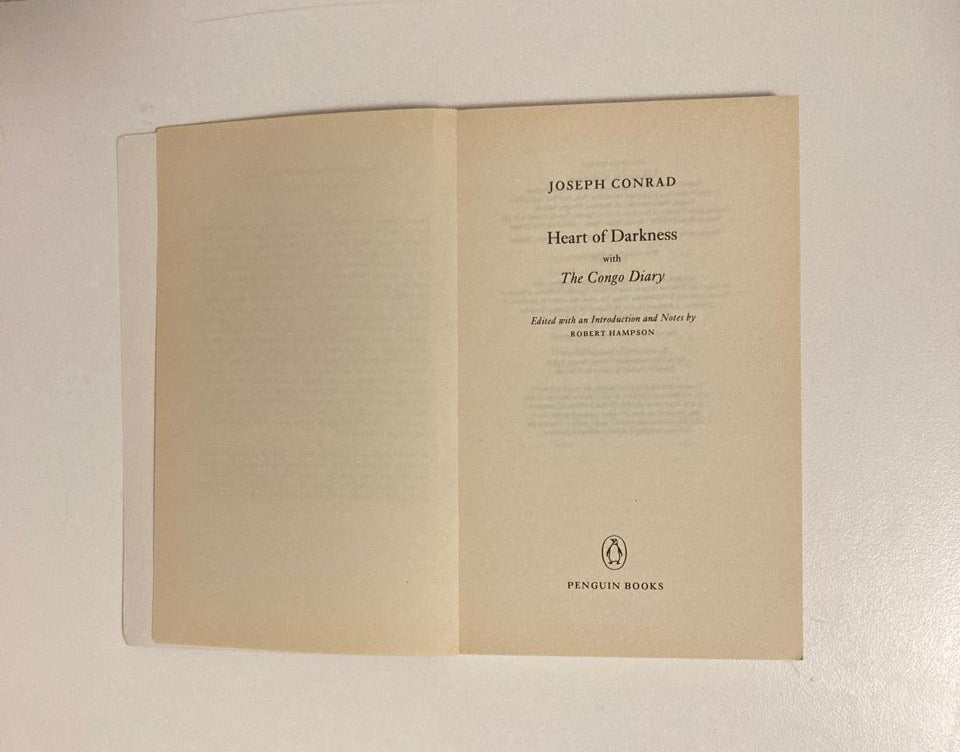 JOSEPH CONRAD
Heart of Darkness
with
The Congo Diary
Edited with an Introduction and Notes by
ROBERT HAMPSON
PENGUIN BOOKS